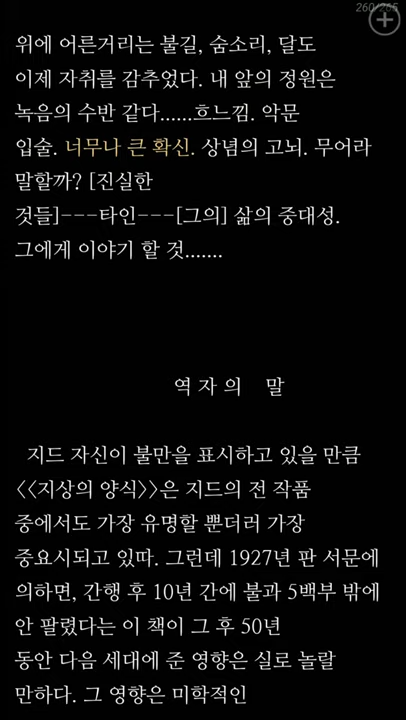 260/265
위에 어른거리는 불길, 숨소리, 달도
이제 자취를 감추었다. 내 앞의 정원은
녹음의 수반 같다......흐느낌. 악문
입술. 너무나 큰 확신. 상념의 고뇌. 무어라
말할까? [진실한
것들]---타인---[그의] 삶의 중대성.
그에게 이야기 할 것.......
역 자 의 말
지드 자신이 불만을 표시하고 있을 만큼
<<지상의 양식>>은 지드의 전 작품
중에서도 가장 유명할 뿐더러 가장
중요시되고 있따. 그런데 1927년 판 서문에
의하면, 간행 후 10년 간에 불과 5백부 밖에
안 팔렸다는 이 책이 그 후 50년
동안 다음 세대에 준 영향은 실로 놀랄
만하다. 그 영향은 미학적인